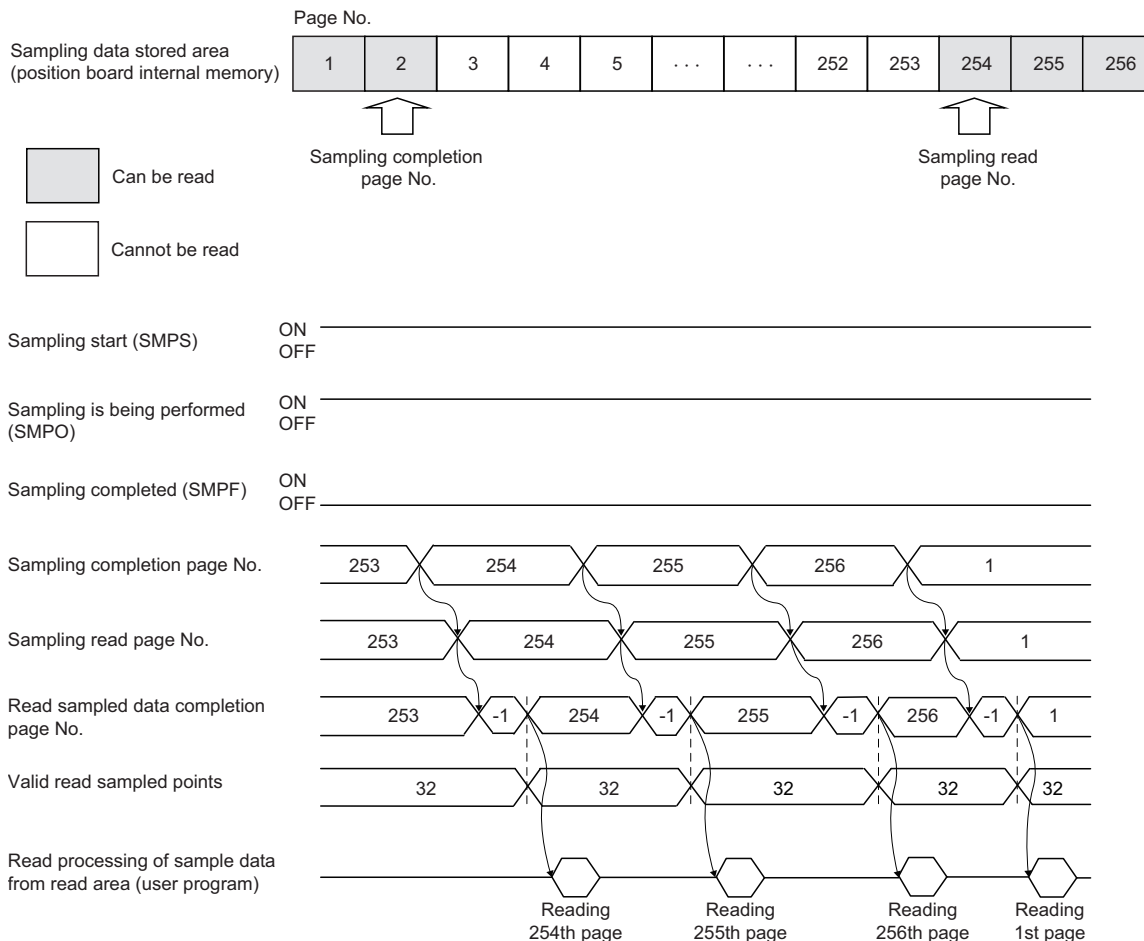 Page No.
Sampling data stored area
(position board internal memory)
1 2 3 4 5 ··· ··· 252 253 254 255 256
Sampling completion
page No.
Sampling read
page No.
Can be read
Cannot be read
Sampling start (SMPS)
ON
OFF
Sampling is being performed
(SMPO)
ON
OFF
Sampling completed (SMPF)
ON
OFF
Sampling completion page No.
253 254 255 256 1
Sampling read page No.
253 254 255 256 1
Read sampled data completion
page No.
253 -1 254 -1 255 -1 256 -1 1
Valid read sampled points
32 32 32 32 32
Read processing of sample data
from read area (user program)
Reading
254th page
Reading
255th page
Reading
256th page
Reading
1st page